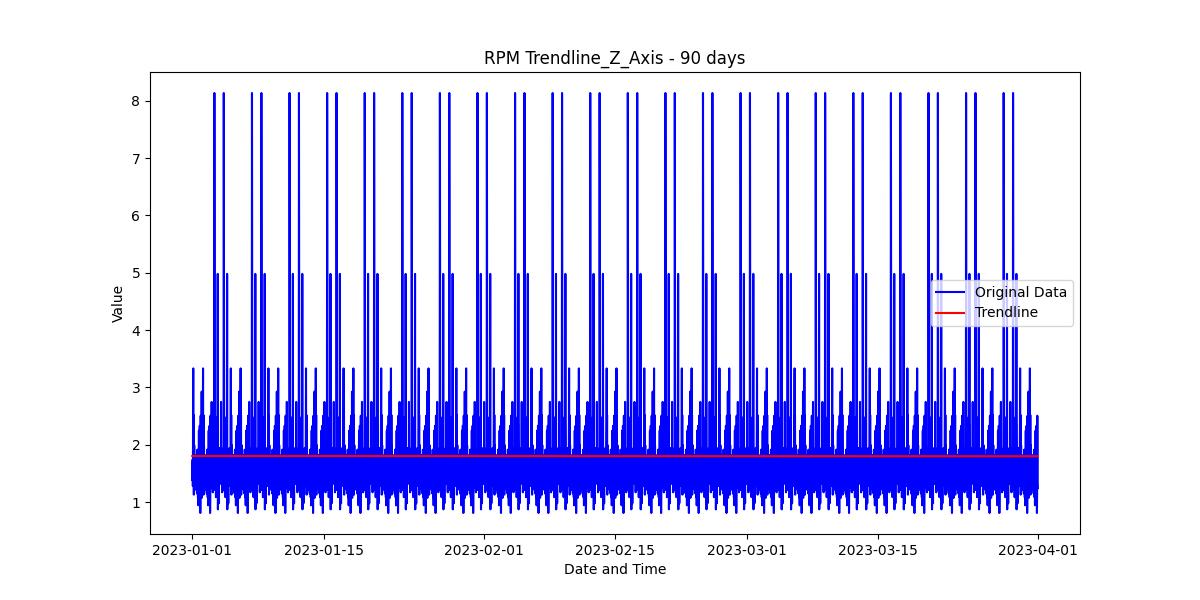 RPM Trendline_Z_Axis - 90 days
8
7
6
5
4
3
2
1
Value
Original Data
Trendline
2023-01-01 2023-01-15 2023-02-01 2023-02-15 2023-03-01 2023-03-15 2023-04-01
Date and Time